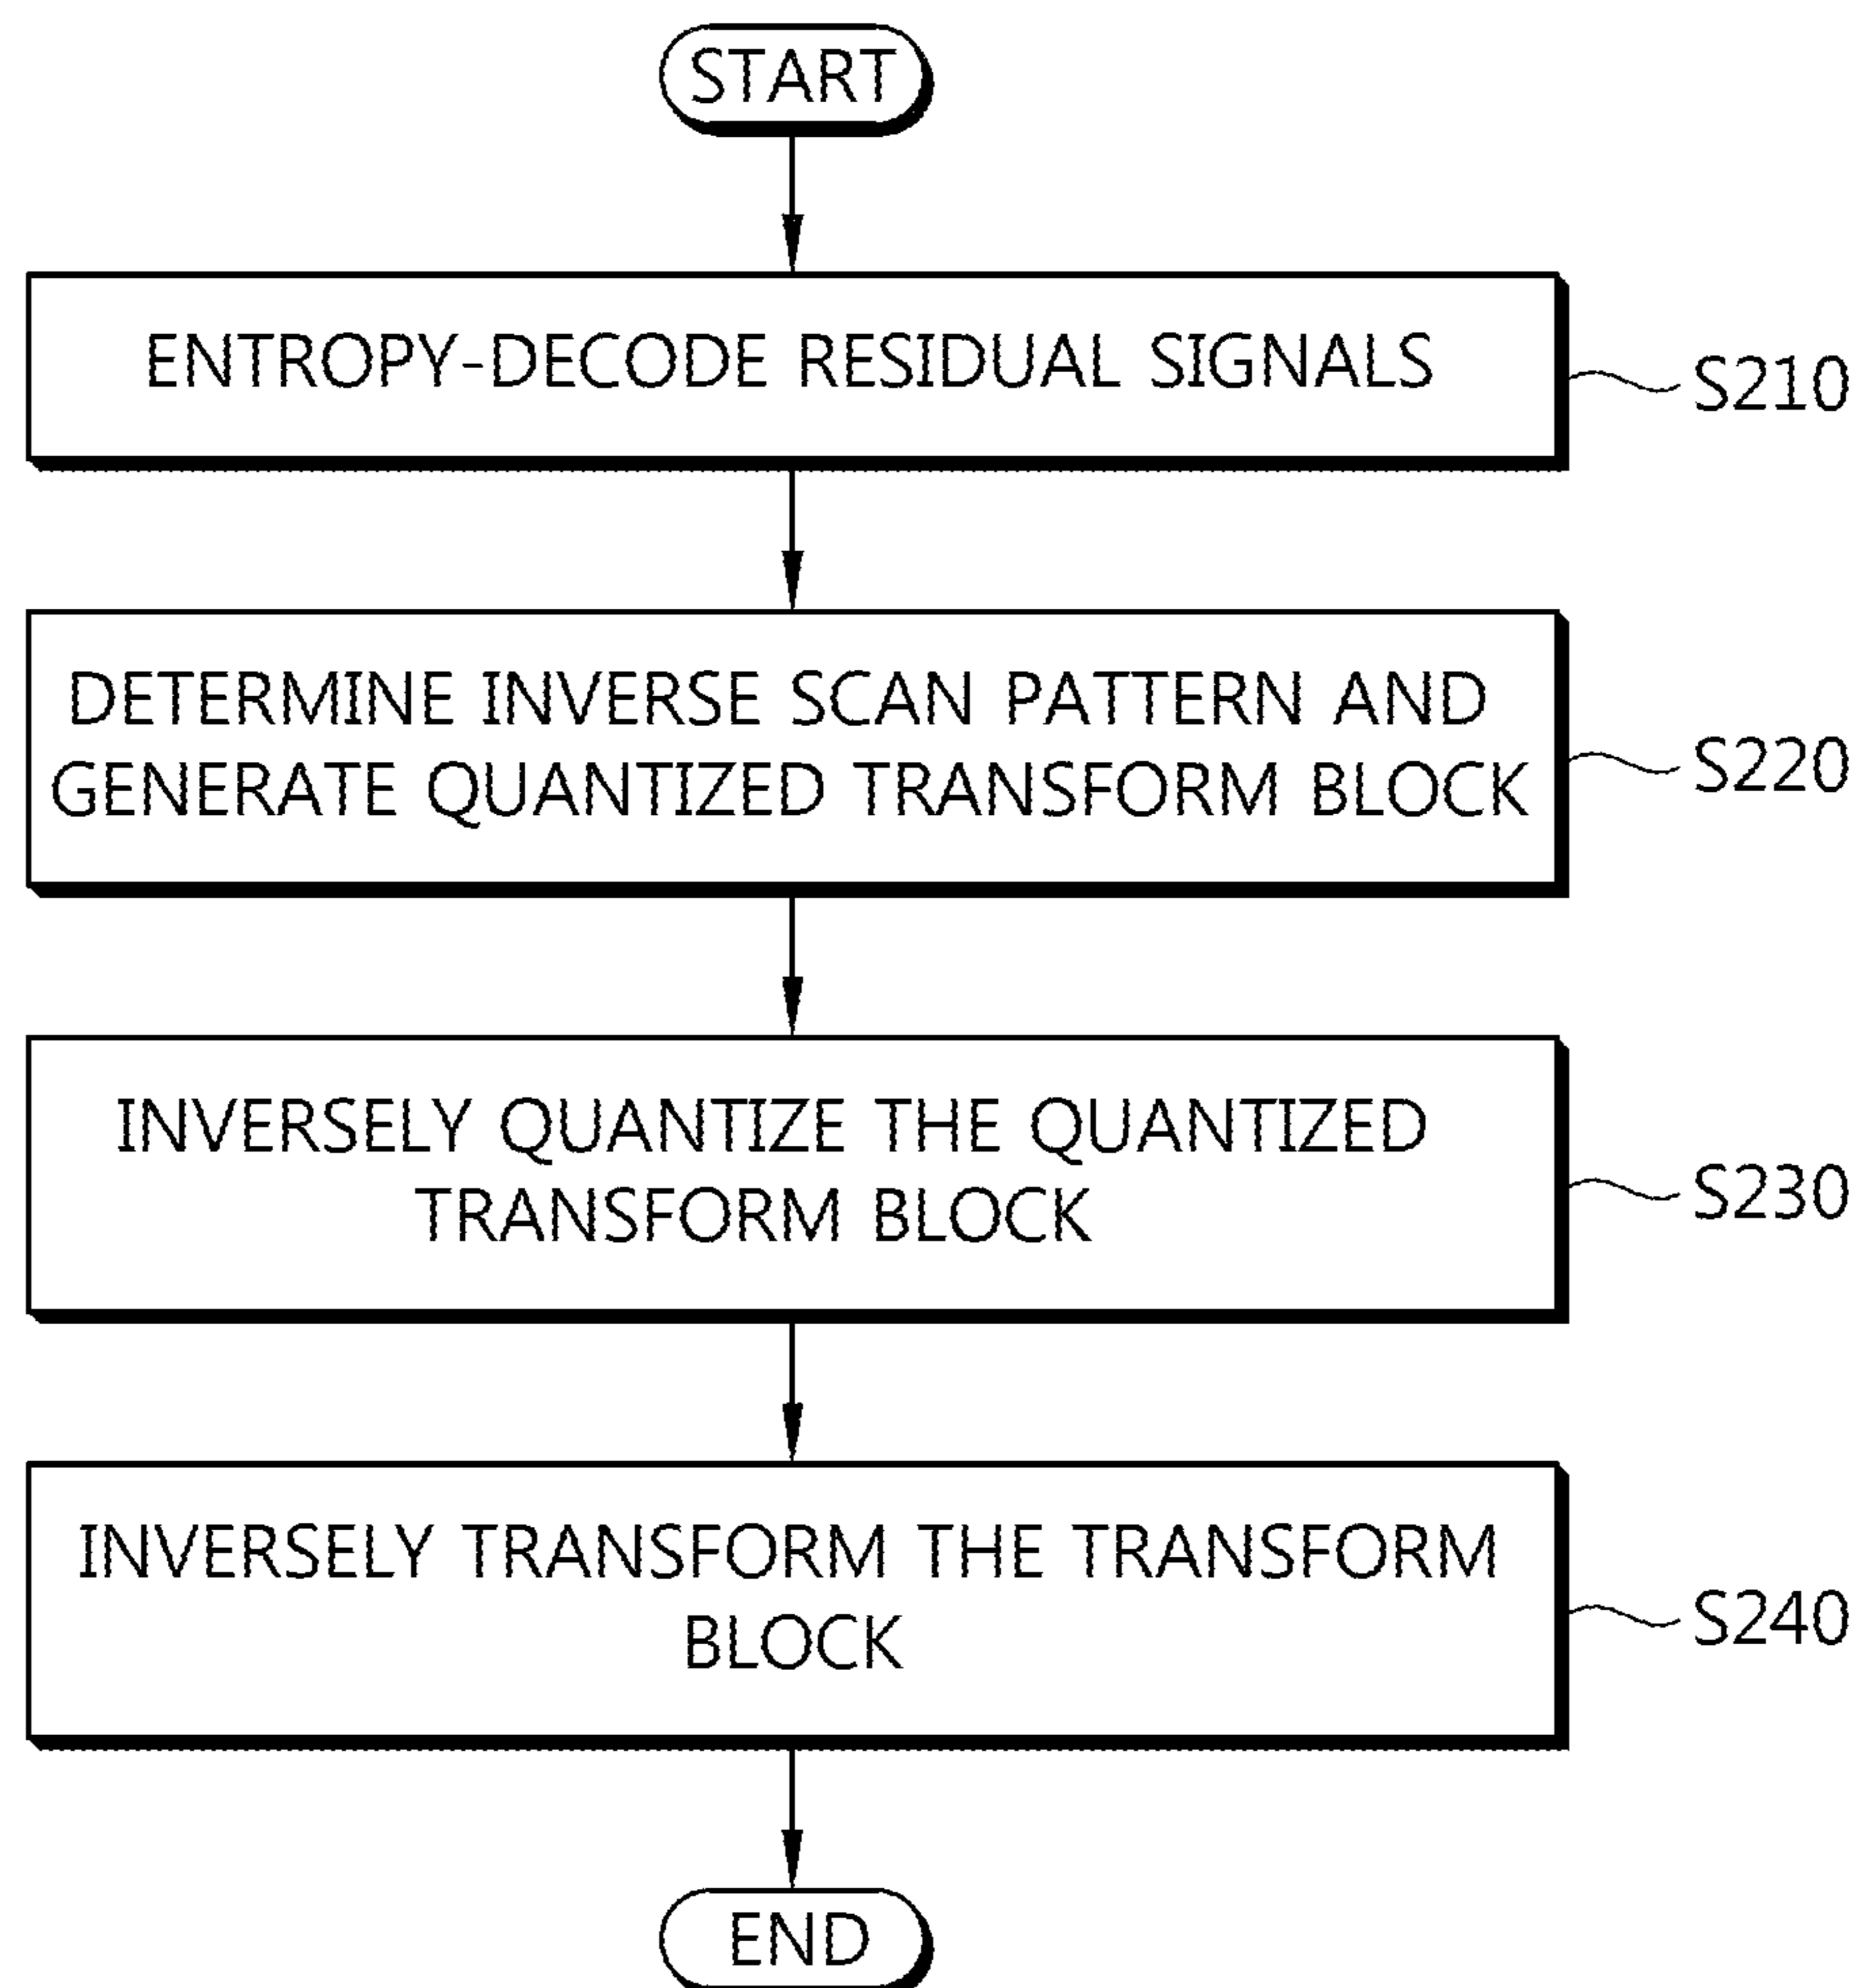 START
ENTROPY-DECODE RESIDUAL SIGNALS
S210
DETERMINE INVERSE SCAN PATTERN AND
GENERATE QUANTIZED TRANSFORM BLOCK
S220
INVERSELY QUANTIZE THE QUANTIZED
TRANSFORM BLOCK
S230
INVERSELY TRANSFORM THE TRANSFORM
BLOCK
S240
END